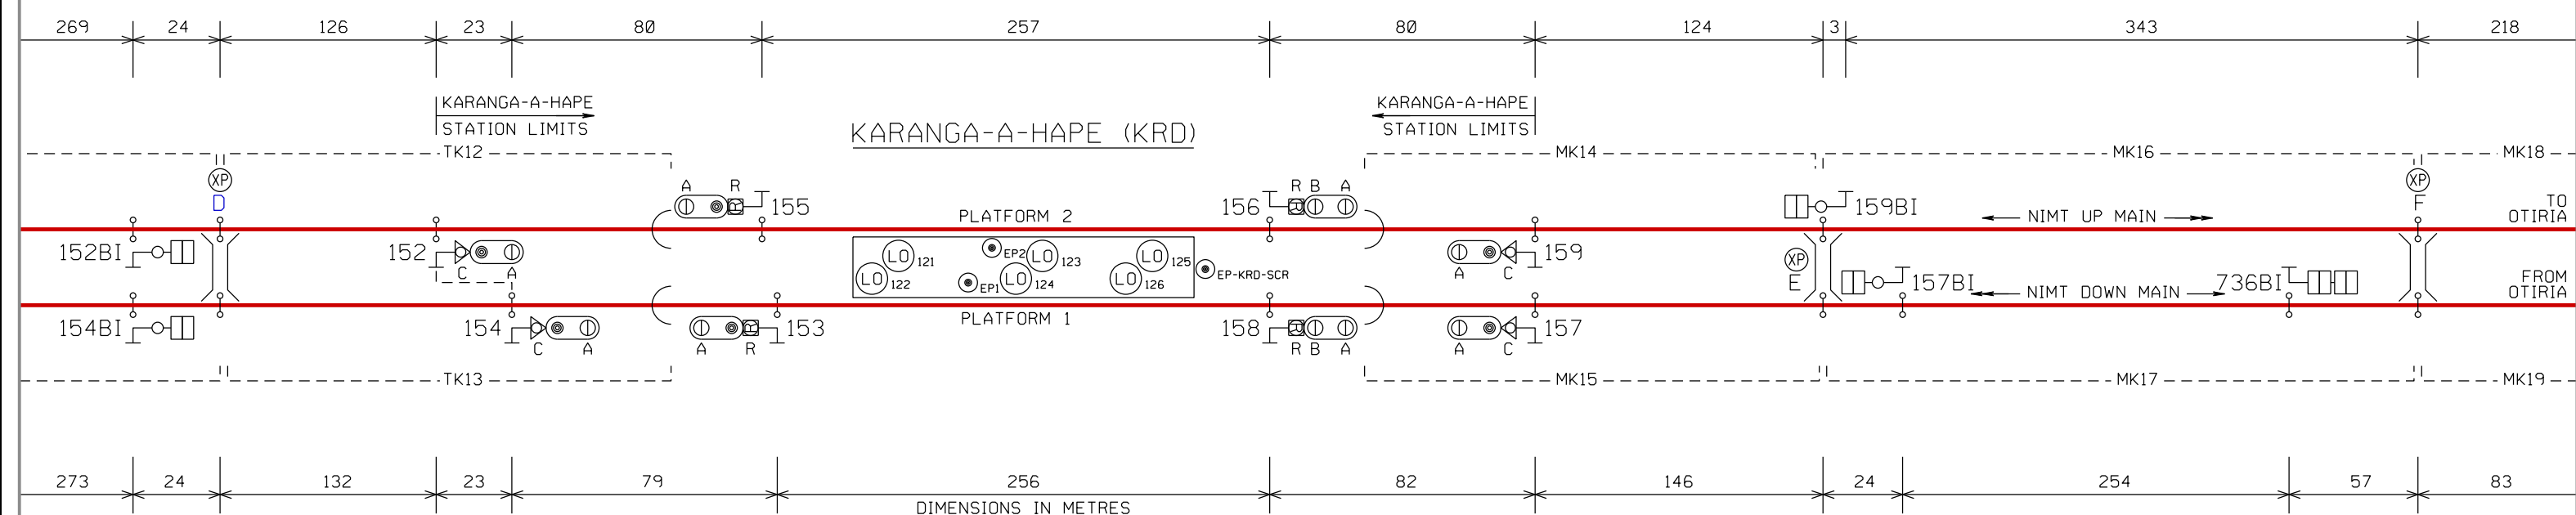 269 24 126 23 80 257 80 124 3 343 218
KARANGA-A-HAPE
STATION LIMITS
KARANGA-A-HAPE (KRD)
KARANGA-A-HAPE
STATION LIMITS
TK12 MK14 MK16 MK18
XP XP
D F
A R R B A
R R
155 156 159BI
PLATFORM 2
NIMT UP MAIN
TO
OTIRIA
152BI 152 159
C A A C
LO 121 EP2 LO 123 LO 125
LO 122 EP1 LO 124 LO 126
EP-KRD-SCR
XP
E
157BI 736BI
NIMT DOWN MAIN
FROM
OTIRIA
PLATFORM 1
154BI 154 153 158 157
R R
C A A R R B A A C
TK13 MK15 MK17 MK19
273 24 132 23 79 256 82 146 24 254 57 83
DIMENSIONS IN METRES